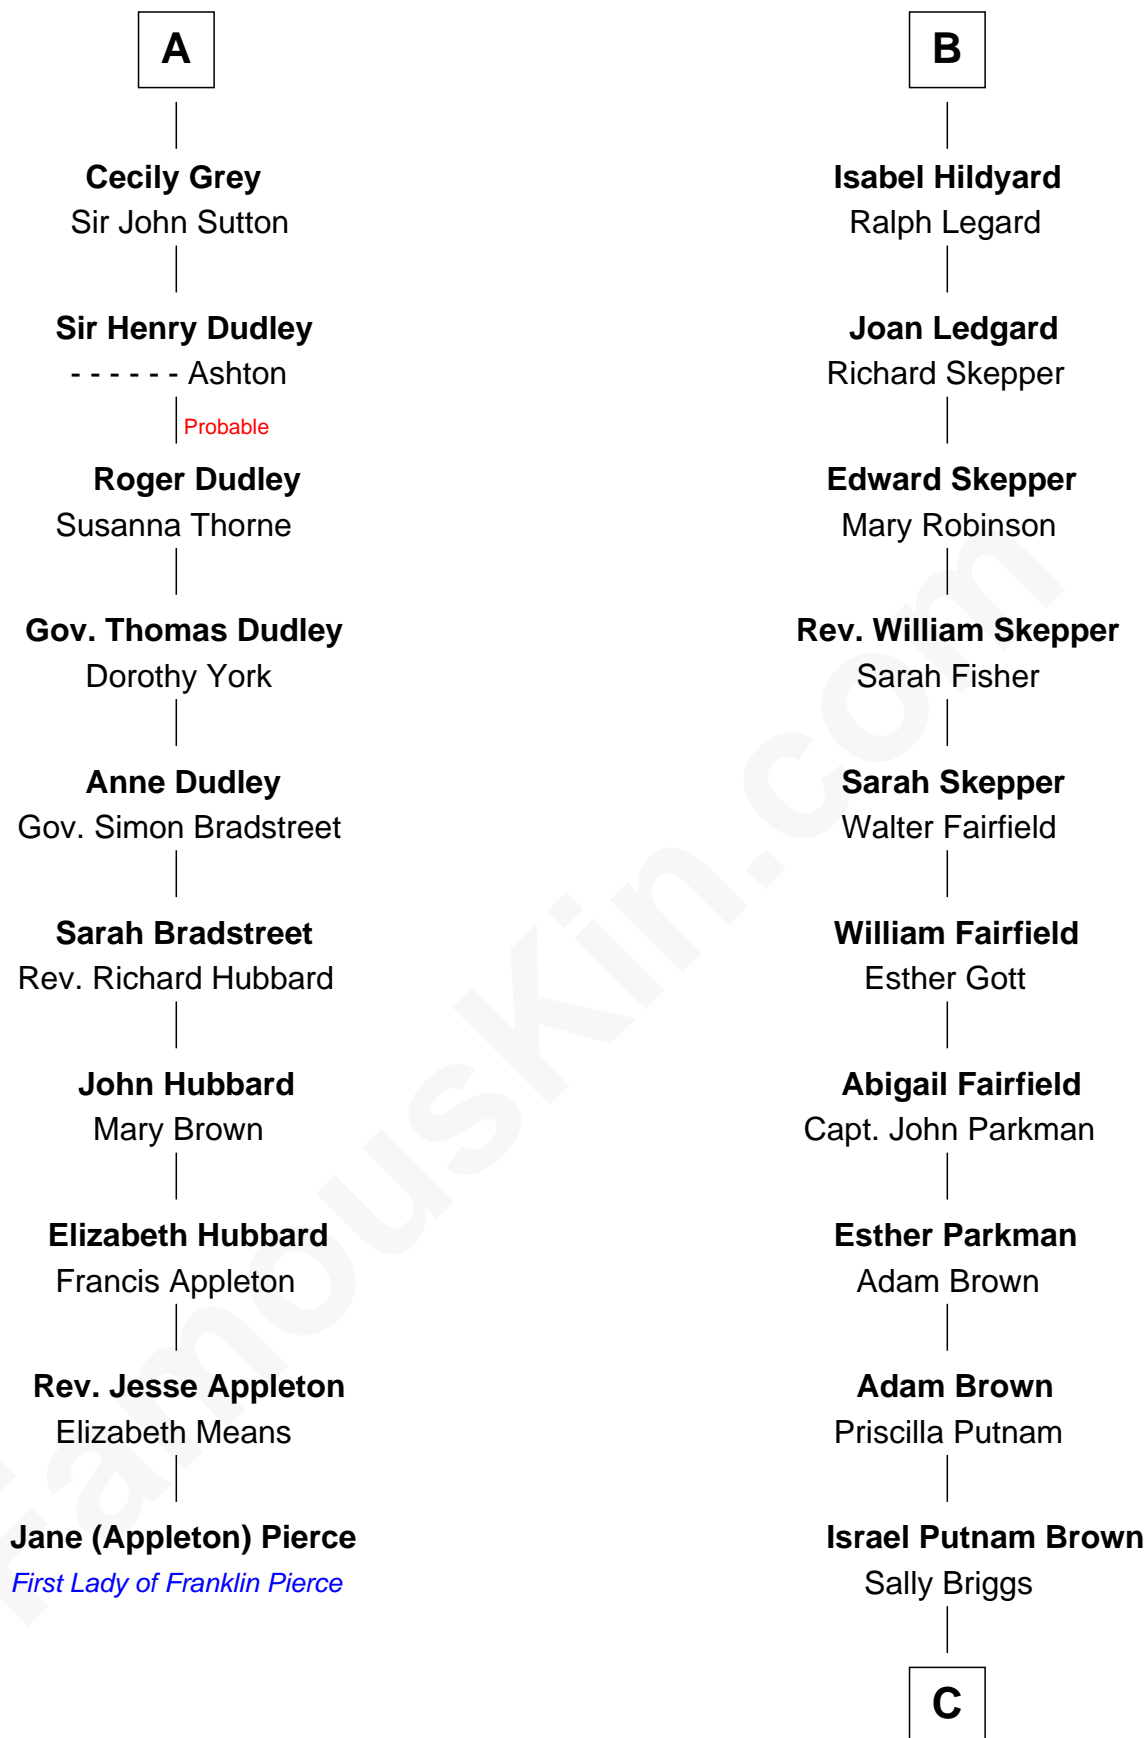 A
Cecily Grey
Sir John Sutton
Sir Henry Dudley
- - - - - - Ashton
Probable
Roger Dudley
Susanna Thorne
Gov. Thomas Dudley
Dorothy York
Anne Dudley
Gov. Simon Bradstreet
Sarah Bradstreet
Rev. Richard Hubbard
John Hubbard
Mary Brown
Elizabeth Hubbard
Francis Appleton
Rev. Jesse Appleton
Elizabeth Means
Jane (Appleton) Pierce
First Lady of Franklin Pierce
B
Isabel Hildyard
Ralph Legard
Joan Ledgard
Richard Skepper
Edward Skepper
Mary Robinson
Rev. William Skepper
Sarah Fisher
Sarah Skepper
Walter Fairfield
William Fairfield
Esther Gott
Abigail Fairfield
Capt. John Parkman
Esther Parkman
Adam Brown
Adam Brown
Priscilla Putnam
Israel Putnam Brown
Sally Briggs
C
FamousKin.com